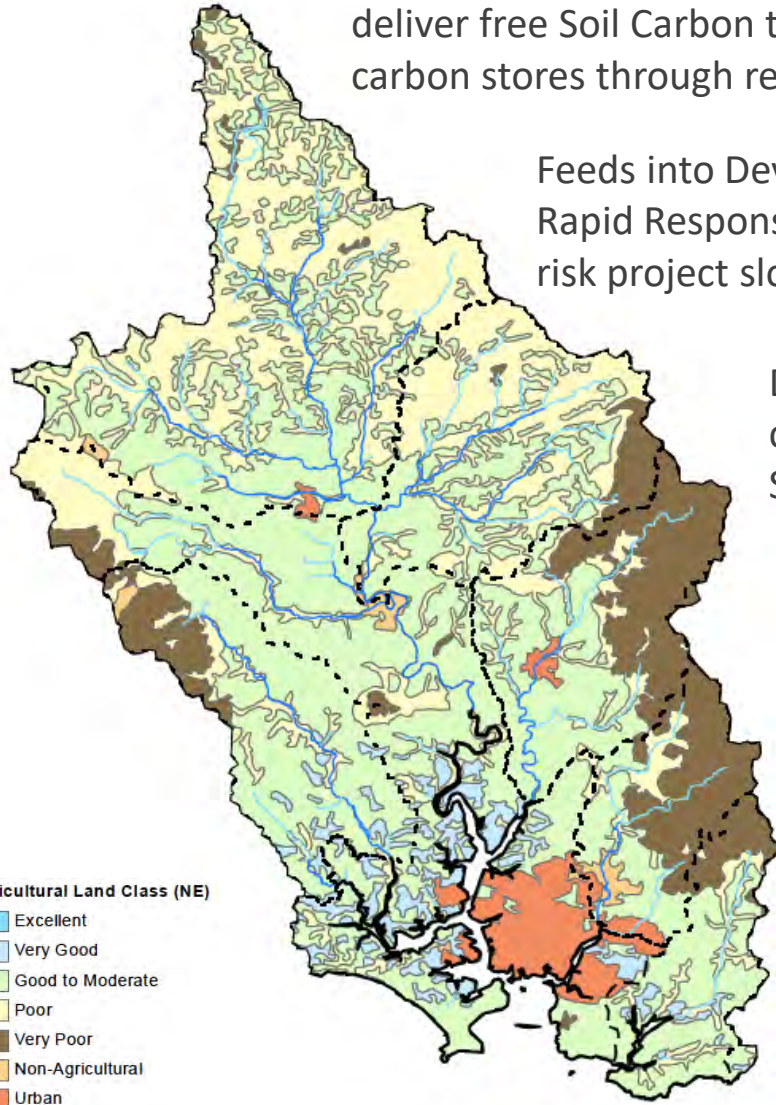 deliver free Soil Carbon t
carbon stores through re
Feeds into Dev
Rapid Respons
risk project slo
icultural Land Class (NE)
Excellent
Very Good
Good to Moderate
Poor
Very Poor
Non-Agricultural
Urban